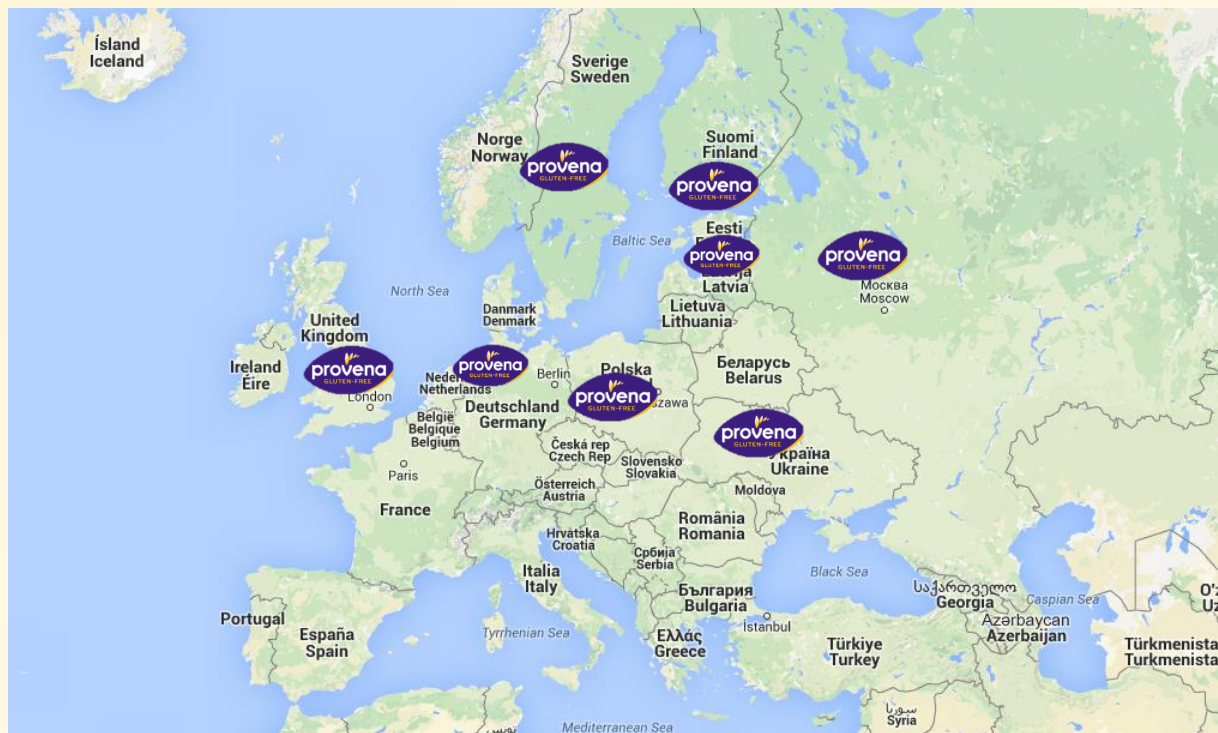 Ísland
Iceland
Sverige
Sweden
Norge
Norway
Suomi
Finland
provena
GLUTEN-FREE
provena
GLUTEN-FREE
Eesti
Baltic Sea
provena
GLUTEN-FREE
provena
GLUTEN-FREE
Latvia
Москва
Moscow
North Sea
Danmark
Denmark
Lietuva
Lithuania
United
Kingdom
Ireland
Éire
provena
GLUTEN-FREE
London
provena
GLUTEN-FREE
Netherlands
Berlin
Polska
provena
GLUTEN-FREE
Беларусь
Belarus
België
Belgique
Belgium
Deutschland
Germany
provena
GLUTEN-FREE
Ukraine
Česká rep
Czech Rep
Slovensko
Slovakia
Paris
Österreich
Austria
Moldova
France
România
Romania
Hrvatska
Croatia
Србија
Serbia
Italia
Italy
Black Sea
България
Bulgaria
საქართველო
Georgia
Caspian Sea
Azərbaycan
Azerbaijan
Portugal
España
Spain
Tyrrhenian Sea
İstanbul
Ελλάς
Greece
Türkiye
Turkey
Mediterranean Sea
سوريا
Syria